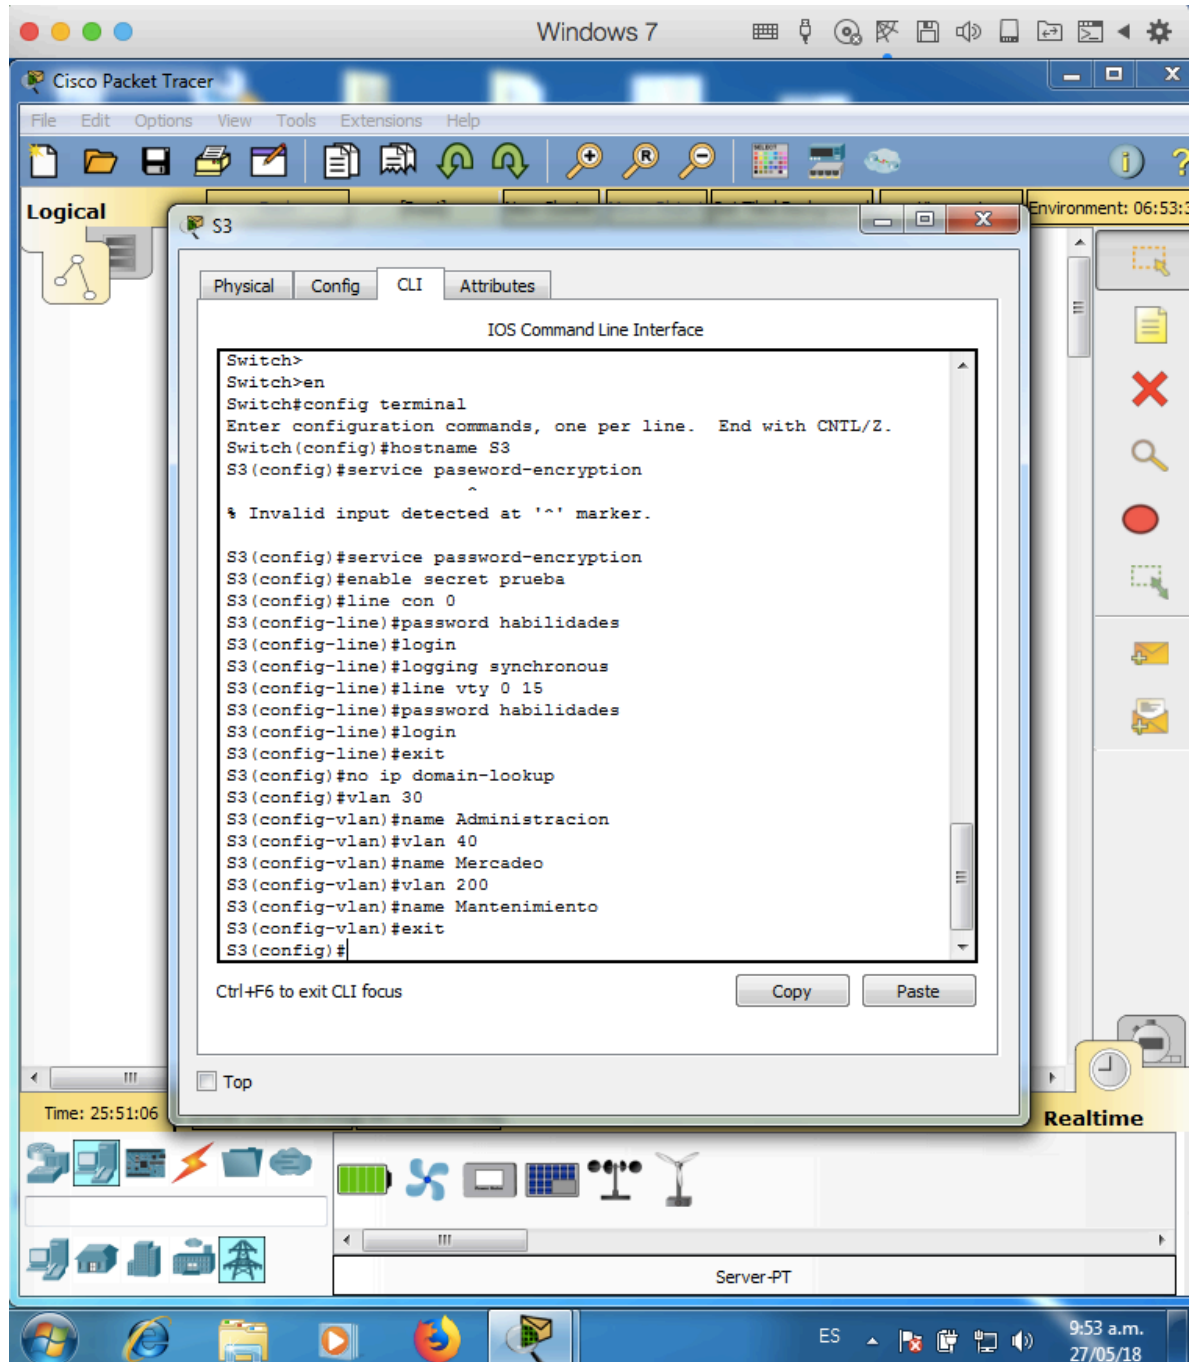 Windows 7
Cisco Packet Tracer
File Edit Options View Tools Extensions Help
Logical
Environment: 06:53:3
S3
Physical Config CLI Attributes
IOS Command Line Interface
Switch>
Switch>en
Switch#config terminal
Enter configuration commands, one per line.  End with CNTL/Z.
Switch(config)#hostname S3
S3(config)#service paseword-encryption
^
% Invalid input detected at '^' marker.
S3(config)#service password-encryption
S3(config)#enable secret prueba
S3(config)#line con 0
S3(config-line)#password habilidades
S3(config-line)#login
S3(config-line)#logging synchronous
S3(config-line)#line vty 0 15
S3(config-line)#password habilidades
S3(config-line)#login
S3(config-line)#exit
S3(config)#no ip domain-lookup
S3(config)#vlan 30
S3(config-vlan)#name Administracion
S3(config-vlan)#vlan 40
S3(config-vlan)#name Mercadeo
S3(config-vlan)#vlan 200
S3(config-vlan)#name Mantenimiento
S3(config-vlan)#exit
S3(config)#
Ctrl+F6 to exit CLI focus
Copy Paste
Top
Time: 25:51:06
Realtime
Server-PT
ES
9:53 a.m.
27/05/18